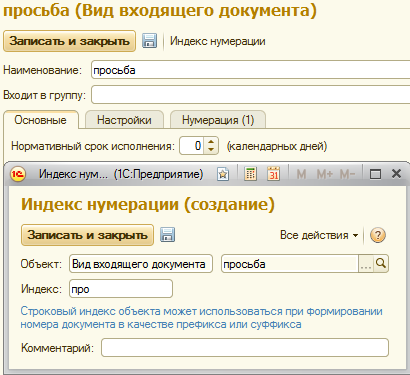 просьба (Вид входящего документа)
Записать и закрыть Индекс нумерации
Наименование: просьба
Входит в группу:
Основные Настройки Нумерация (1)
Нормативный срок исполнения: 0 (календарных дней)
1С Индекс нум... (1С:Предприятие) 31 M M+ M-
Индекс нумерации (создание)
Записать и закрыть Все действия ?
Объект: Вид входящего документа просьба ...
Индекс: про
Строковый индекс объекта может использоваться при формировании
номера документа в качестве префикса или суффикса
Комментарий: